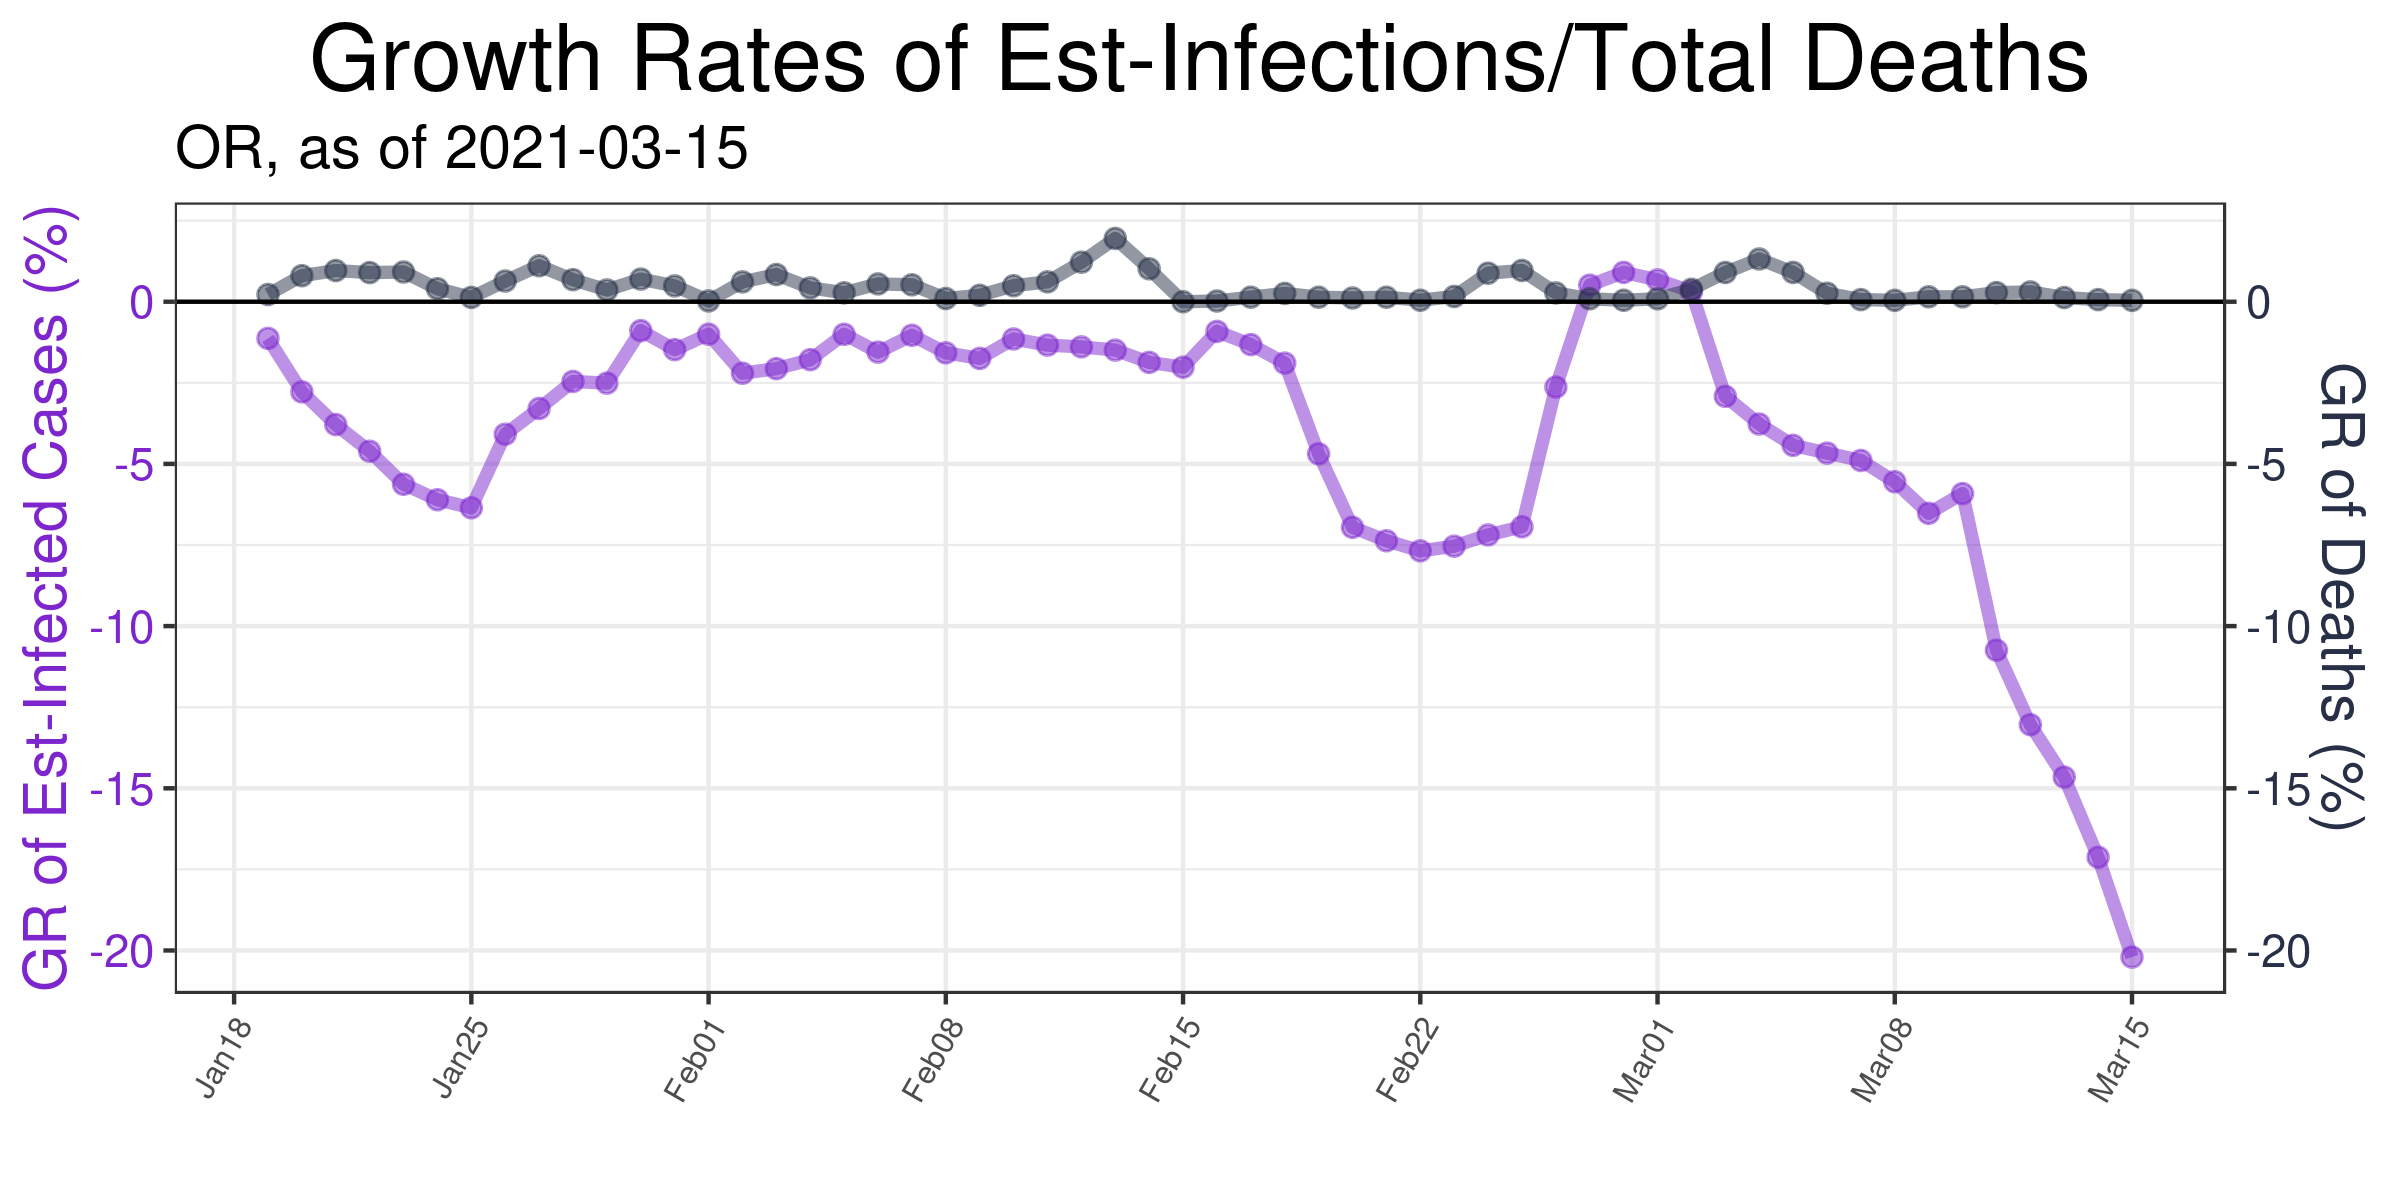 Growth Rates of Est-Infections/Total Deaths
OR, as of 2021-03-15
GR of Est-Infected Cases (%)
0
-5
-10
-15
-20
0
-5
-10
-15
-20
GR of Deaths (%)
Jan18
Jan25
Feb01
Feb08
Feb15
Feb22
Mar01
Mar08
Mar15